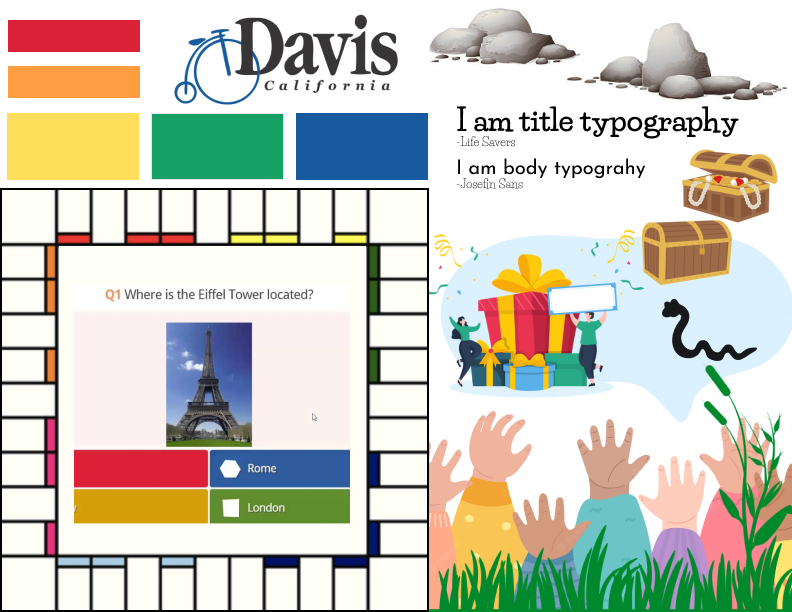 Davis
California
I am title typography
-Life Savers
I am body typograhy
-Josefin Sans
Q1 Where is the Eiffel Tower located?
Rome
y
London